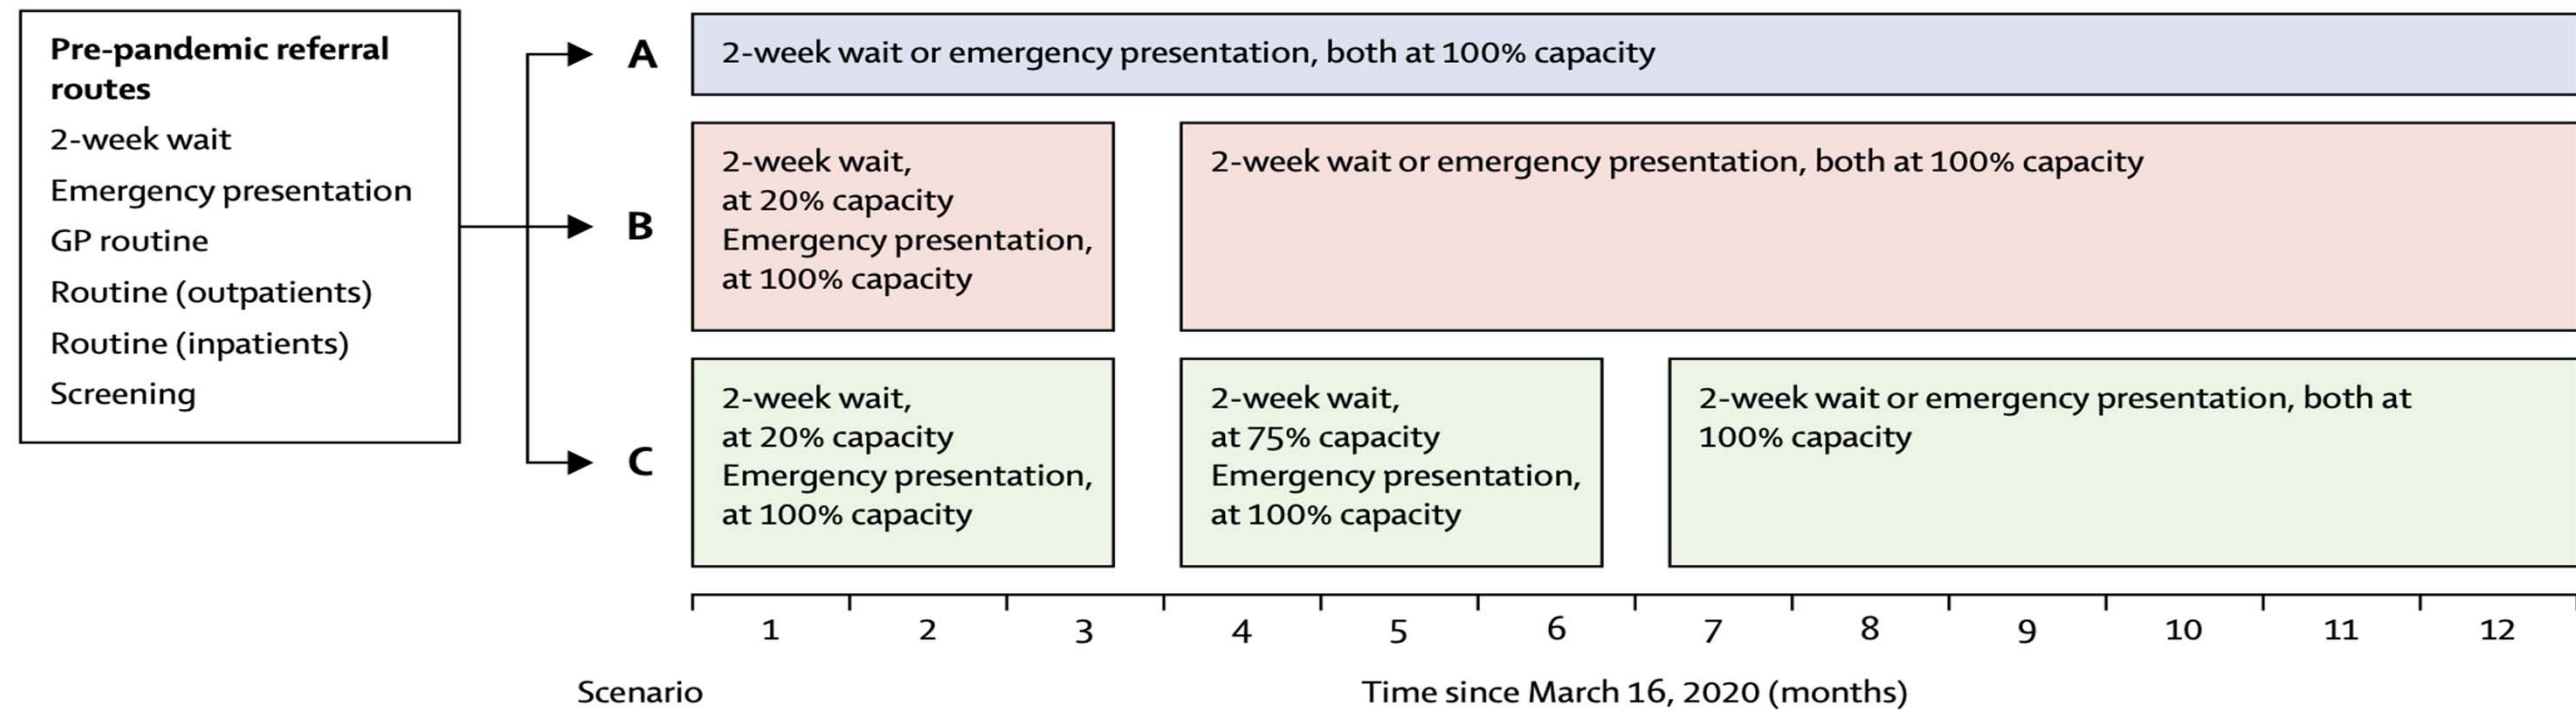 Pre-pandemic referral
routes
2-week wait
Emergency presentation
GP routine
Routine (outpatients)
Routine (inpatients)
Screening
A
2-week wait or emergency presentation, both at 100% capacity
B
2-week wait,
at 20% capacity
Emergency presentation,
at 100% capacity
2-week wait or emergency presentation, both at 100% capacity
C
2-week wait,
at 20% capacity
Emergency presentation,
at 100% capacity
2-week wait,
at 75% capacity
Emergency presentation,
at 100% capacity
2-week wait or emergency presentation, both at
100% capacity
1 2 3 4 5 6 7 8 9 10 11 12
Scenario
Time since March 16, 2020 (months)